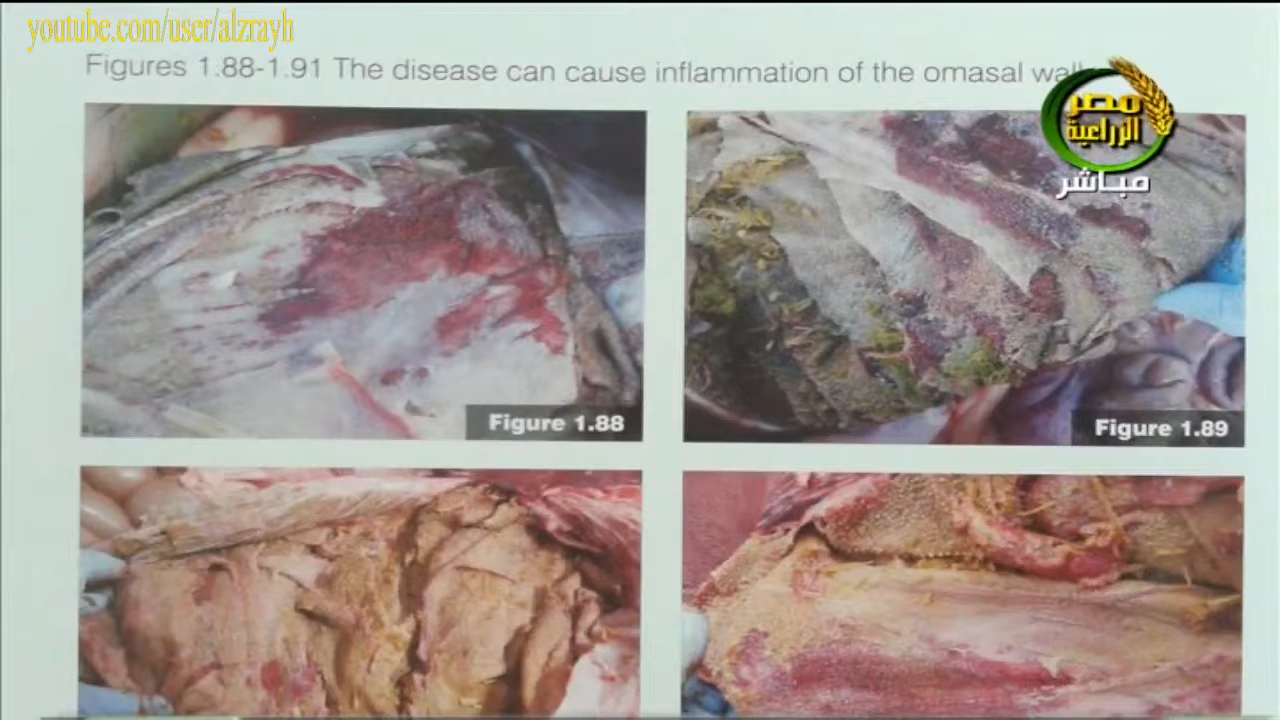 youtube.com/user/alzrayh
Figures 1.88-1.91 The disease can cause inflammation of the omasal wall
مصر
الزراعية
مباشر
Figure 1.88
Figure 1.89